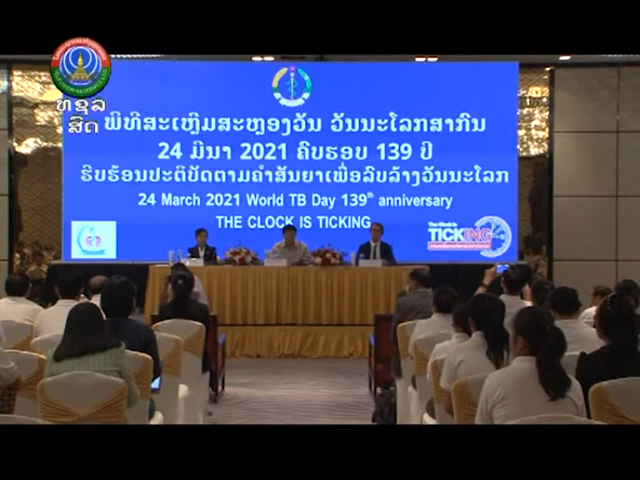 ທຊລ
ສົດ
ພິທີສະເຫຼີມສະຫຼອງວັນ ວັນນະໂລກສາກົນ
24 ມີນາ 2021 ຄົບຮອບ 139 ປີ
ຮີບຮ້ອນປະຕິບັດຕາມຄໍາສັນຍາເພື່ອລຶບລ້າງວັນນະໂລກ
24 March 2021 World TB Day 139th anniversary
THE CLOCK IS TICKING
The Clock is
TICKING